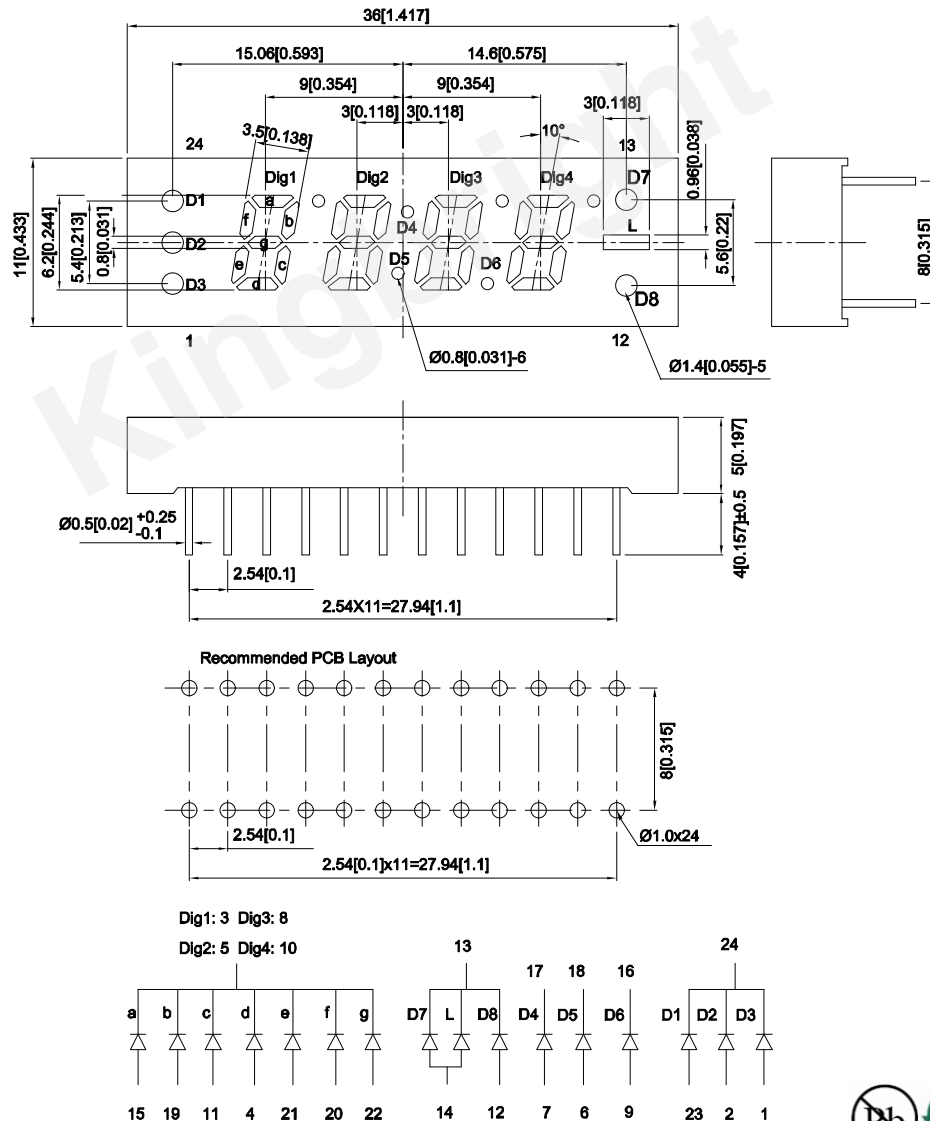 36[1.417]
15.06[0.593] 14.6[0.575]
9[0.354] 9[0.354]
3[0.118] 3[0.118] 3[0.118]
3.5[0.138] 10° 0.96[0.038]
24 13
Dig1 Dig2 Dig3 Dig4 D7
D1 a
f b D4 L
D2 g
e c D5 D6
D3 d D8
11[0.433] 6.2[0.244] 5.4[0.213] 0.8[0.031] 5.6[0.22] 8[0.315]
1 12
Ø0.8[0.031]-6 Ø1.4[0.055]-5
Kingbright
5[0.197]
Ø0.5[0.02] +0.25 -0.1
4[0.157]±0.5
2.54[0.1]
2.54X11=27.94[1.1]
Recommended PCB Layout
8[0.315]
2.54[0.1] Ø1.0x24
2.54[0.1]x11=27.94[1.1]
Dig1: 3 Dig3: 8
Dig2: 5 Dig4: 10
13 24
17 18 16
a b c d e f g D7 L D8 D4 D5 D6 D1 D2 D3
15 19 11 4 21 20 22 14 12 7 6 9 23 2 1
Pb